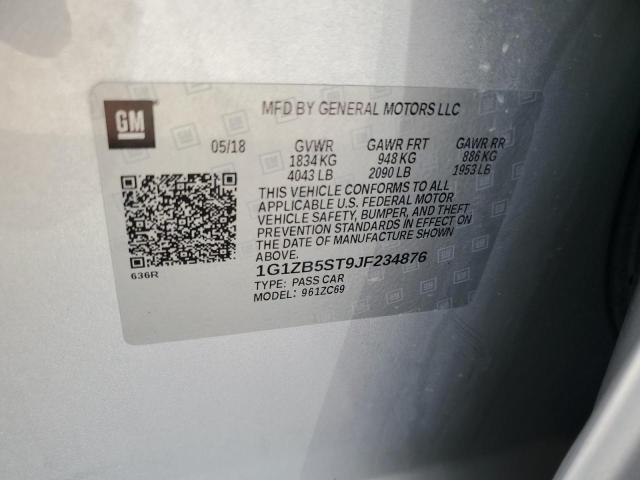 GM
MFD BY GENERAL MOTORS LLC
05/18 GVWR GAWR FRT GAWR RR
1834 KG 948 KG 886 KG
4043 LB 2090 LB 1953 LB
THIS VEHICLE CONFORMS TO ALL
APPLICABLE U.S. FEDERAL MOTOR
VEHICLE SAFETY, BUMPER, AND THEFT
PREVENTION STANDARDS IN EFFECT ON
THE DATE OF MANUFACTURE SHOWN
ABOVE.
636R
1G1ZB5ST9JF234876
TYPE: PASS CAR
MODEL: 961ZC69